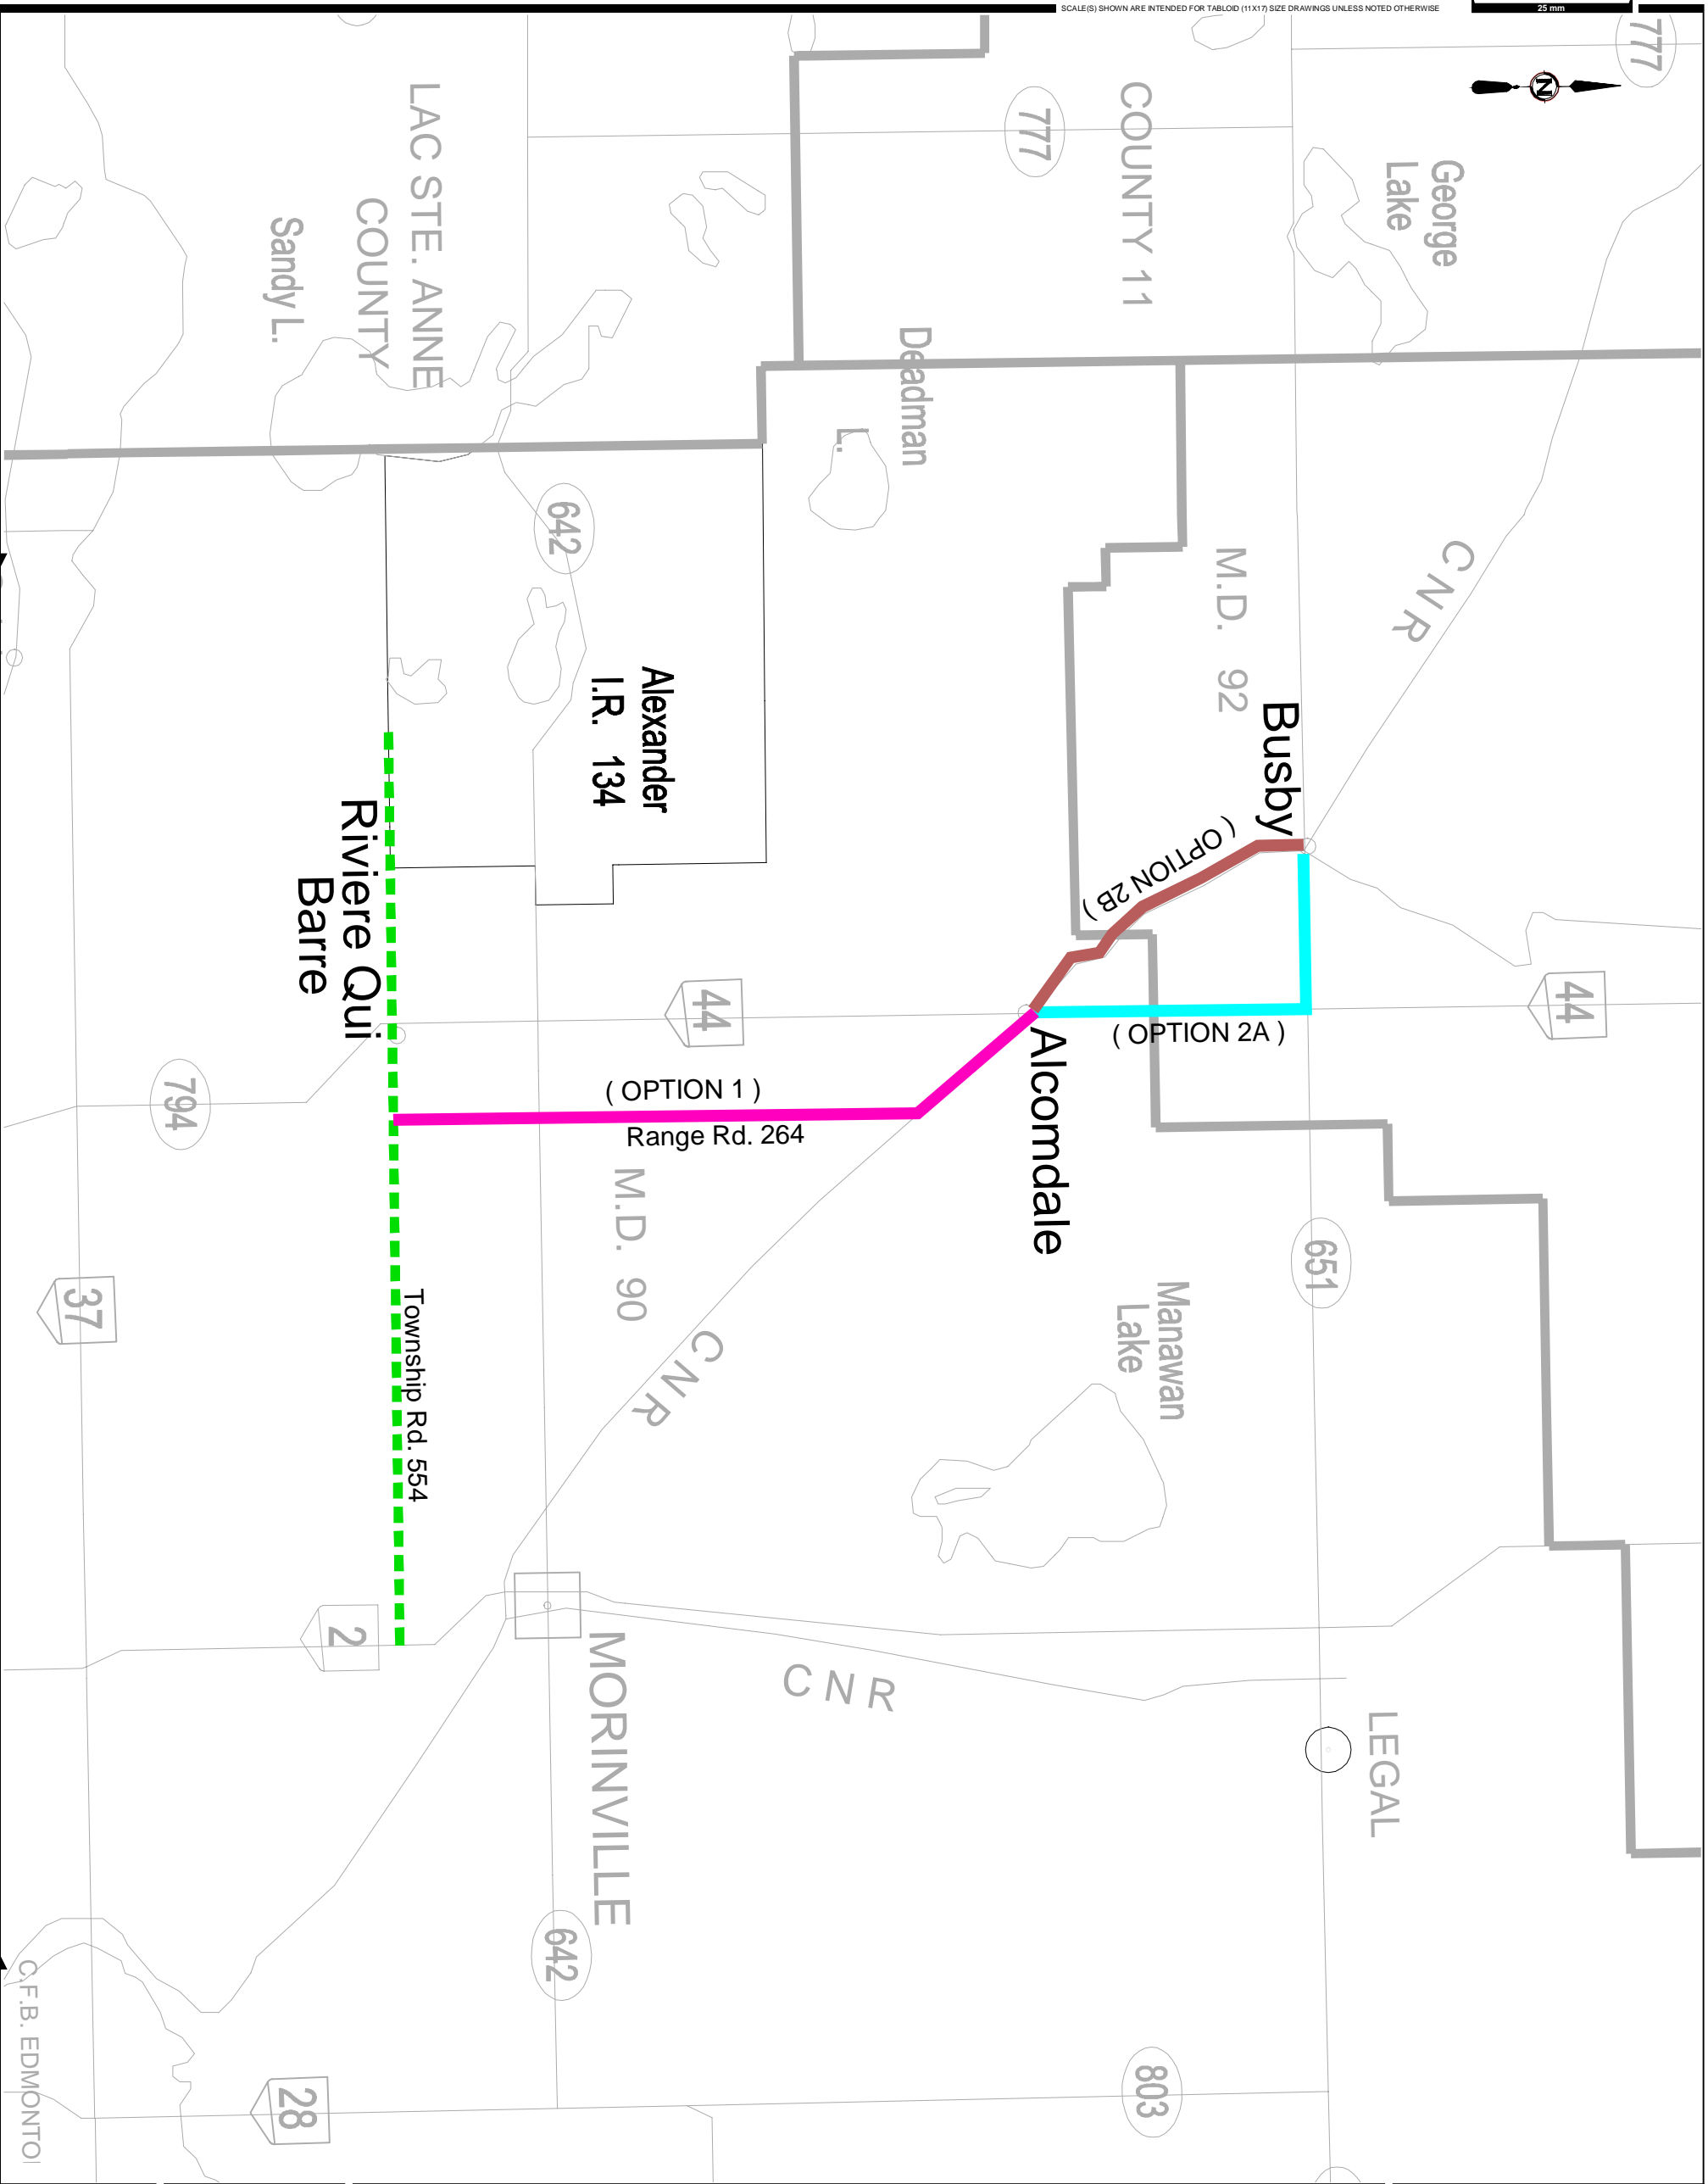 SCALE(S) SHOWN ARE INTENDED FOR TABLOID (11X17) SIZE DRAWINGS UNLESS NOTED OTHERWISE
25 mm
777
N
George
Lake
COUNTY 11
777
LAC STE. ANNE
COUNTY
Sandy L.
Deadman
L.
CNR
M.D. 92
Busby
642
Alexander
I.R. 134
( OPTION 2B )
Riviere Qui
Barre
44
44
( OPTION 2A )
Alcomdale
( OPTION 1 )
Range Rd. 264
794
M.D. 90
651
Manawan
Lake
37
Township Rd. 554
CNR
2
MORINVILLE
CNR
LEGAL
642
803
28
C.F.B.